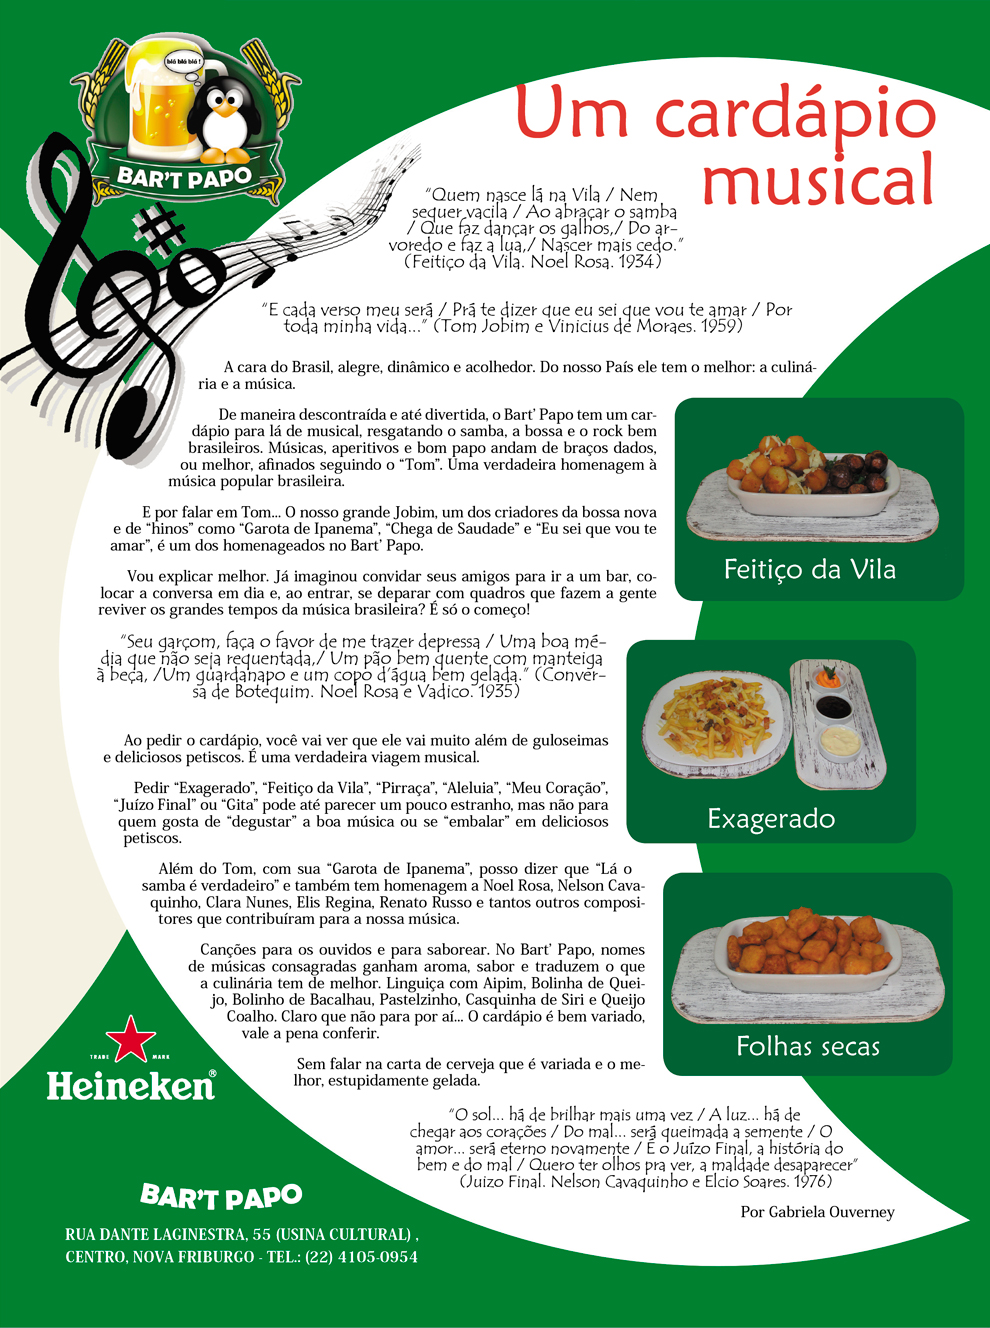 blá blá blá !
BAR'T PAPO
Um cardápio
musical
“Quem nasce lá na Vila / Nem
sequer vacila / Ao abraçar o samba
/ Que faz dançar os galhos,/ Do ar-
voredo e faz a lua,/ Nascer mais cedo.”
(Feitiço da Vila. Noel Rosa. 1934)
“E cada verso meu será / Prá te dizer que eu sei que vou te amar / Por
toda minha vida...” (Tom Jobim e Vinicius de Moraes. 1959)
A cara do Brasil, alegre, dinâmico e acolhedor. Do nosso País ele tem o melhor: a culiná-
ria e a música.
De maneira descontraída e até divertida, o Bart’ Papo tem um car-
dápio para lá de musical, resgatando o samba, a bossa e o rock bem
brasileiros. Músicas, aperitivos e bom papo andam de braços dados,
ou melhor, afinados seguindo o “Tom”. Uma verdadeira homenagem à
música popular brasileira.
E por falar em Tom... O nosso grande Jobim, um dos criadores da bossa nova
e de “hinos” como “Garota de Ipanema”, “Chega de Saudade” e “Eu sei que vou te
amar”, é um dos homenageados no Bart’ Papo.
Vou explicar melhor. Já imaginou convidar seus amigos para ir a um bar, co-
locar a conversa em dia e, ao entrar, se deparar com quadros que fazem a gente
reviver os grandes tempos da música brasileira? É só o começo!
“Seu garçom, faça o favor de me trazer depressa / Uma boa mé-
dia que não seja requentada,/ Um pão bem quente com manteiga
à beça, /Um guardanapo e um copo d’água bem gelada.” (Conver-
sa de Botequim. Noel Rosa e Vadico. 1935)
Ao pedir o cardápio, você vai ver que ele vai muito além de guloseimas
e deliciosos petiscos. É uma verdadeira viagem musical.
Pedir “Exagerado”, “Feitiço da Vila”, “Pirraça”, “Aleluia”, “Meu Coração”,
“Juízo Final” ou “Gita” pode até parecer um pouco estranho, mas não para
quem gosta de “degustar” a boa música ou se “embalar” em deliciosos
petiscos.
Além do Tom, com sua “Garota de Ipanema”, posso dizer que “Lá o
samba é verdadeiro” e também tem homenagem a Noel Rosa, Nelson Cava-
quinho, Clara Nunes, Elis Regina, Renato Russo e tantos outros composi-
tores que contribuíram para a nossa música.
Canções para os ouvidos e para saborear. No Bart’ Papo, nomes
de músicas consagradas ganham aroma, sabor e traduzem o que
a culinária tem de melhor. Linguiça com Aipim, Bolinha de Quei-
jo, Bolinho de Bacalhau, Pastelzinho, Casquinha de Siri e Queijo
Coalho. Claro que não para por aí... O cardápio é bem variado,
vale a pena conferir.
Sem falar na carta de cerveja que é variada e o me-
lhor, estupidamente gelada.
“O sol... há de brilhar mais uma vez / A luz... há de
chegar aos corações / Do mal... será queimada a semente / O
amor... será eterno novamente / É o Juízo Final, a história do
bem e do mal / Quero ter olhos pra ver, a maldade desaparecer”
(Juizo Final. Nelson Cavaquinho e Elcio Soares. 1976)
Por Gabriela Ouverney
Feitiço da Vila
Exagerado
Folhas secas
TRADE MARK
Heineken®
BAR'T PAPO
RUA DANTE LAGINESTRA, 55 (USINA CULTURAL) ,
CENTRO, NOVA FRIBURGO - TEL.: (22) 4105-0954